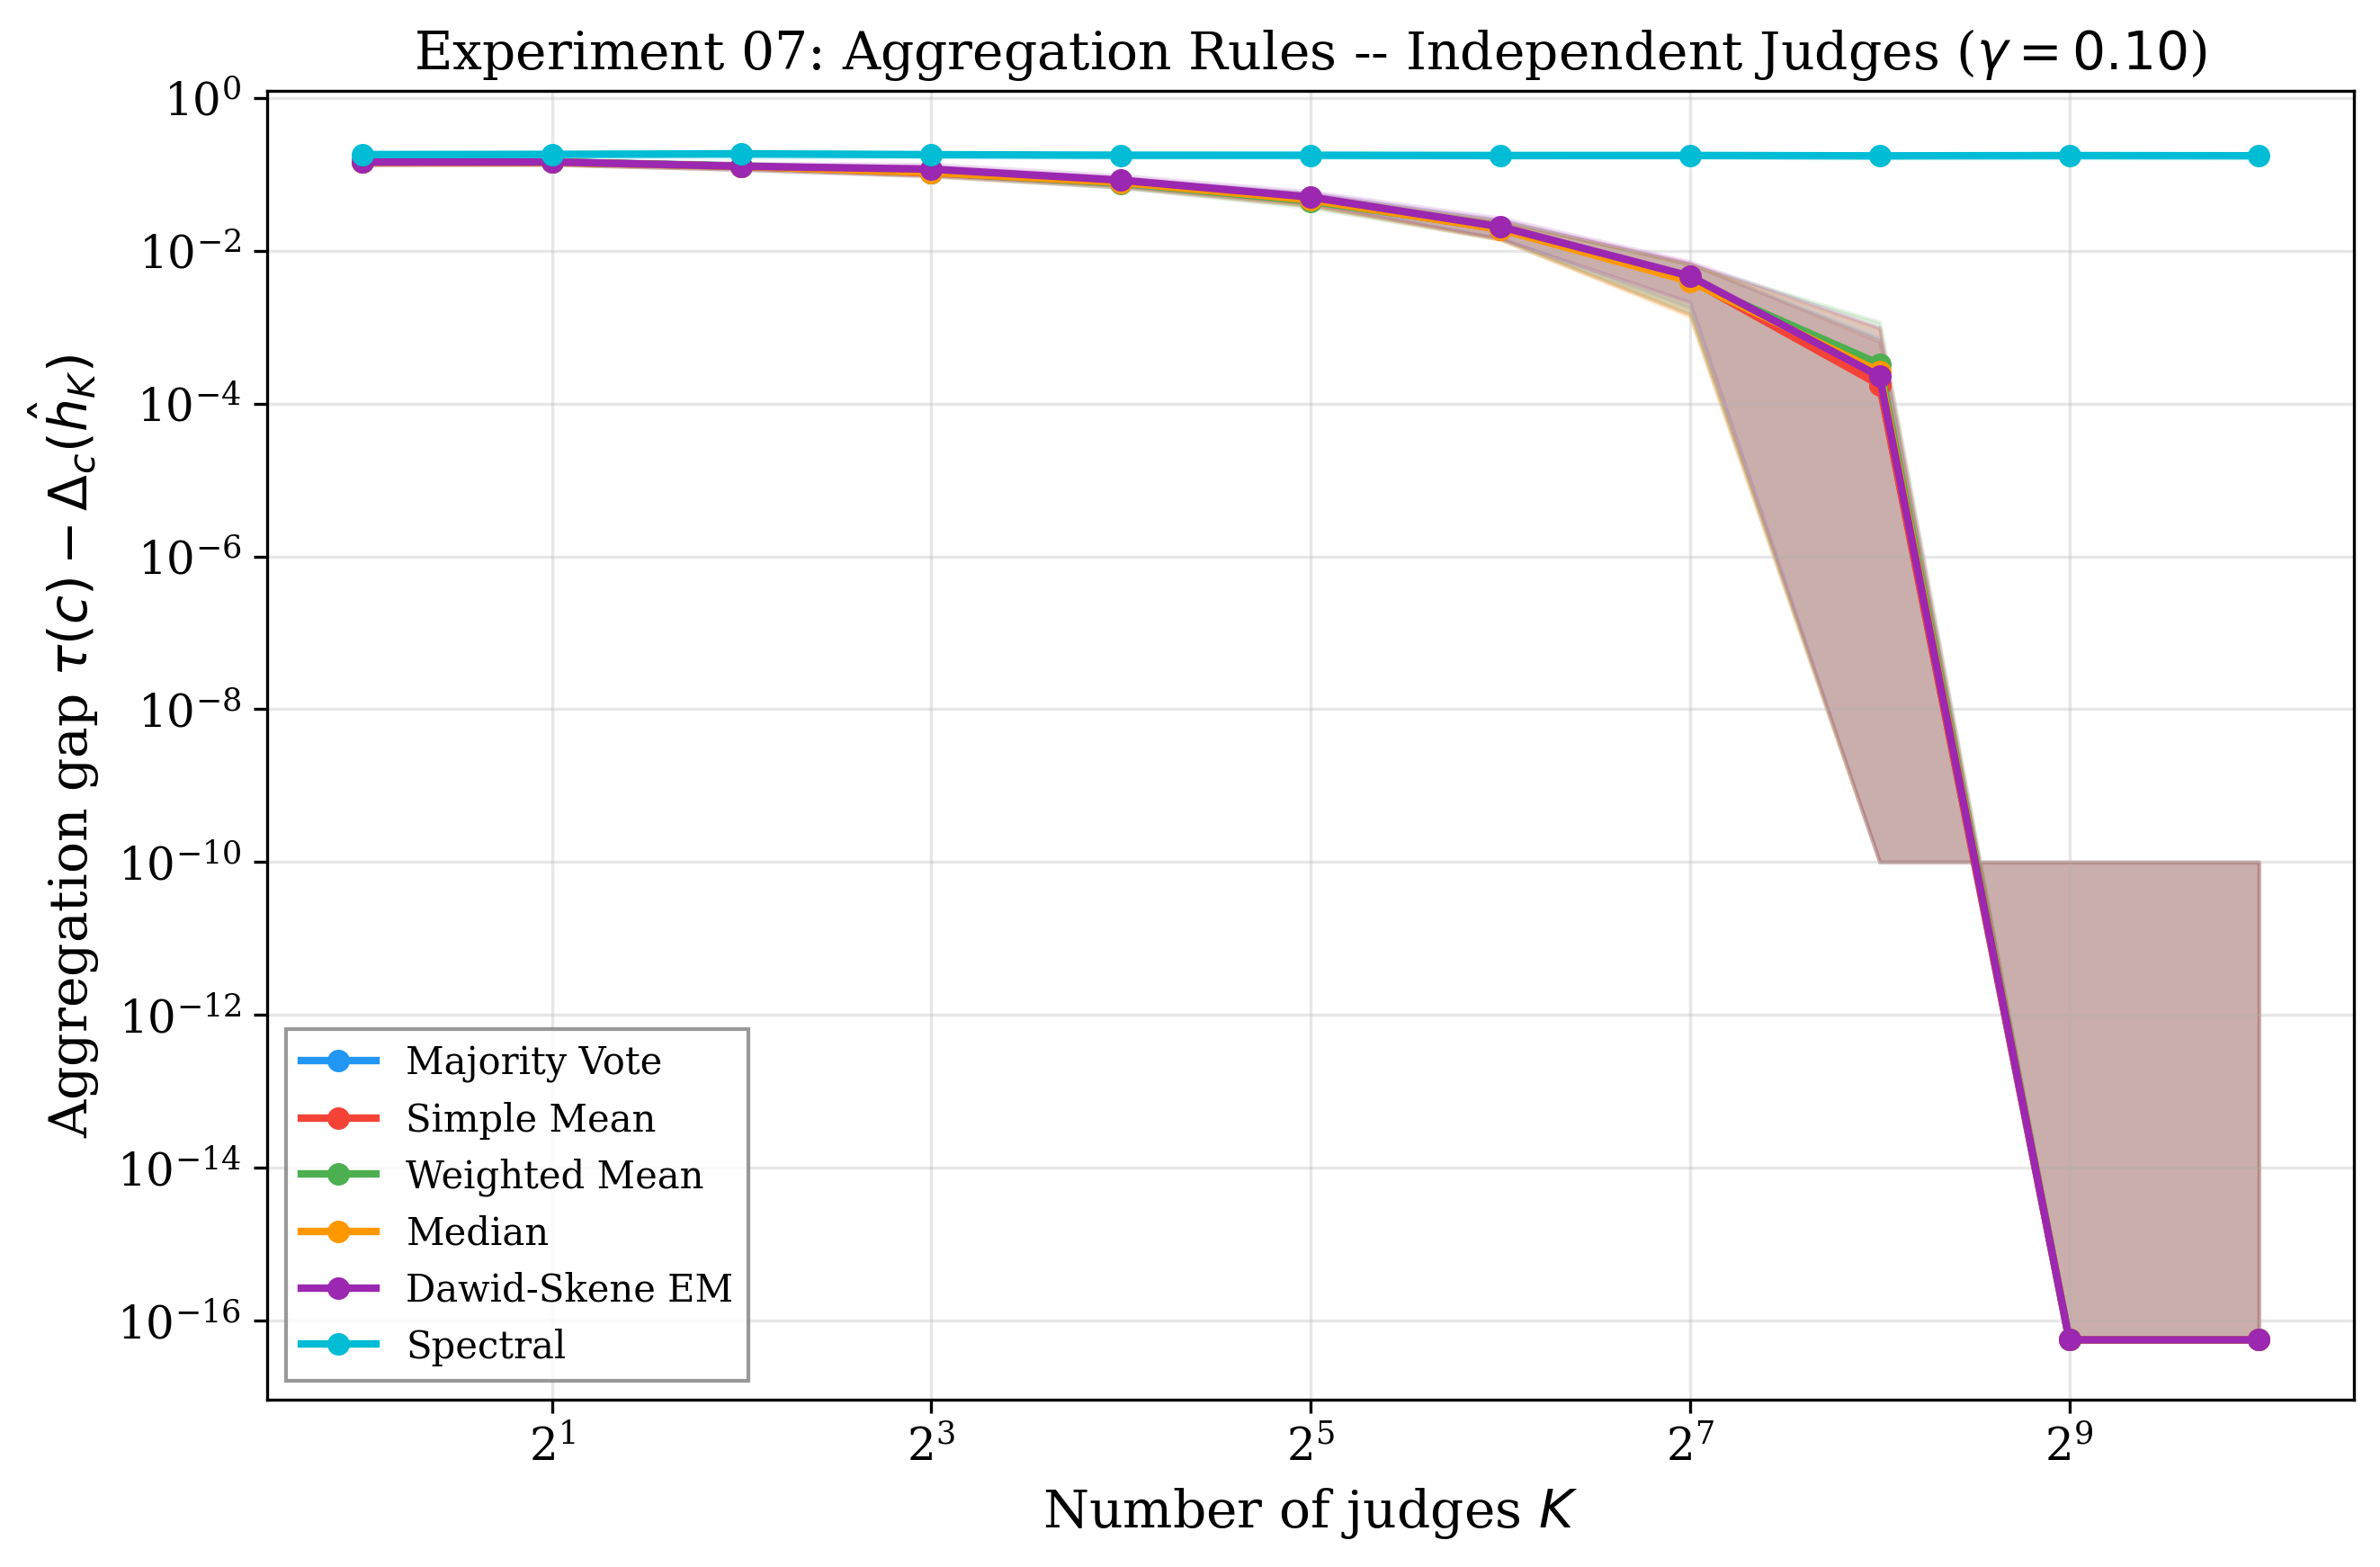 Experiment 07: Aggregation Rules -- Independent Judges (γ = 0.10)
Aggregation gap τ(c) − Δ_c(ĥ_K)
10^0
10^−2
10^−4
10^−6
10^−8
10^−10
10^−12
10^−14
10^−16
Majority Vote
Simple Mean
Weighted Mean
Median
Dawid-Skene EM
Spectral
2^1 2^3 2^5 2^7 2^9
Number of judges K